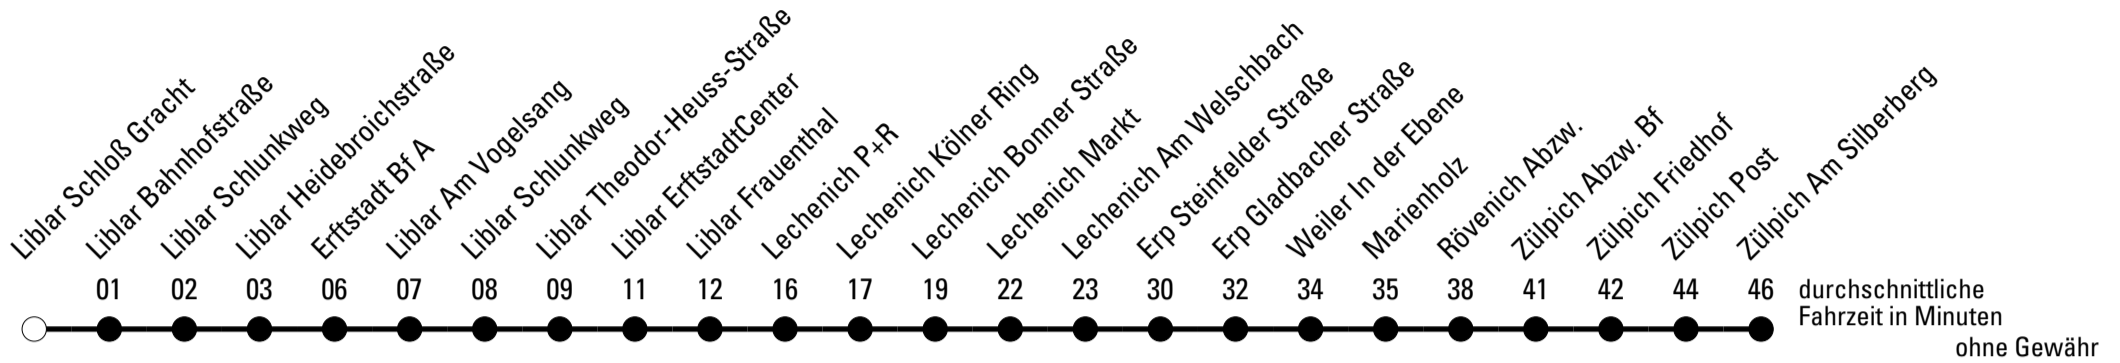 Liblar Schloß Gracht
Liblar Bahnhofstraße
Liblar Schlunkweg
Liblar Heidebroichstraße
Erftstadt Bf A
Liblar Am Vogelsang
Liblar Schlunkweg
Liblar Theodor-Heuss-Straße
Liblar ErftstadtCenter
Liblar Frauenthal
Lechenich P+R
Lechenich Kölner Ring
Lechenich Bonner Straße
Lechenich Markt
Lechenich Am Welschbach
Erp Steinfelder Straße
Erp Gladbacher Straße
Weiler In der Ebene
Marienholz
Rövenich Abzw.
Zülpich Abzw. Bf
Zülpich Friedhof
Zülpich Post
Zülpich Am Silberberg
01 02 03 06 07 08 09 11 12 16 17 19 22 23 30 32 34 35 38 41 42 44 46 durchschnittliche
Fahrzeit in Minuten
ohne Gewähr